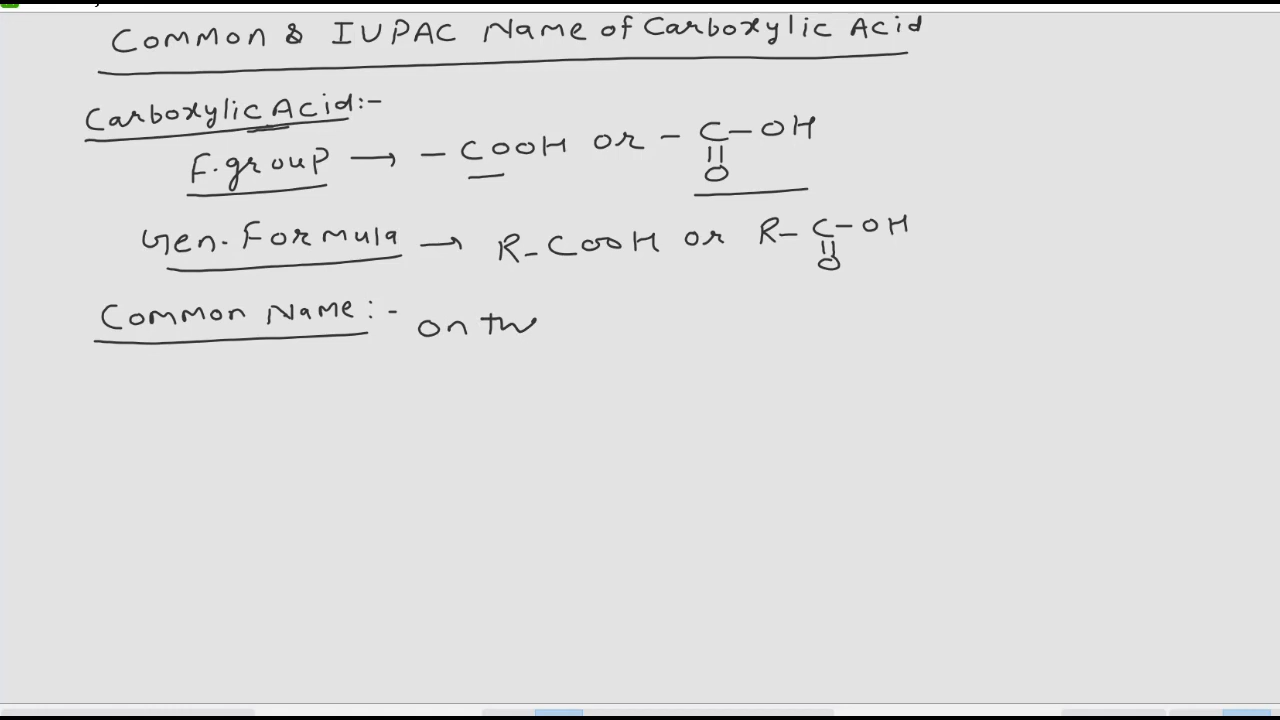 Common & IUPAC Name of Carboxylic Acid
Carboxylic Acid:-
F.group → - COOH or - C - OH
O
Gen. Formula → R - COOH or R - C - OH
O
Common Name:- on